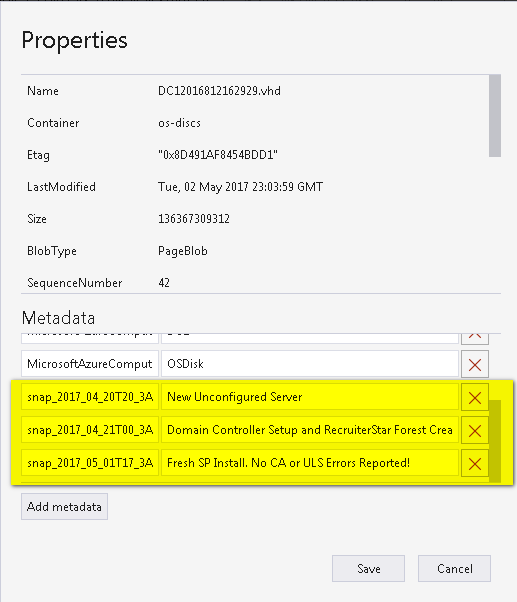 Properties
Name DC12016812162929.vhd
Container os-discs
Etag "0x8D491AF8454BDD1"
LastModified Tue, 02 May 2017 23:03:59 GMT
Size 136367309312
BlobType PageBlob
SequenceNumber 42
Metadata
MicrosoftAzureComput OSDisk
snap_2017_04_20T20_3A New Unconfigured Server
snap_2017_04_21T00_3A Domain Controller Setup and RecruiterStar Forest Crea
snap_2017_05_01T17_3A Fresh SP Install. No CA or ULS Errors Reported!
Add metadata
Save Cancel